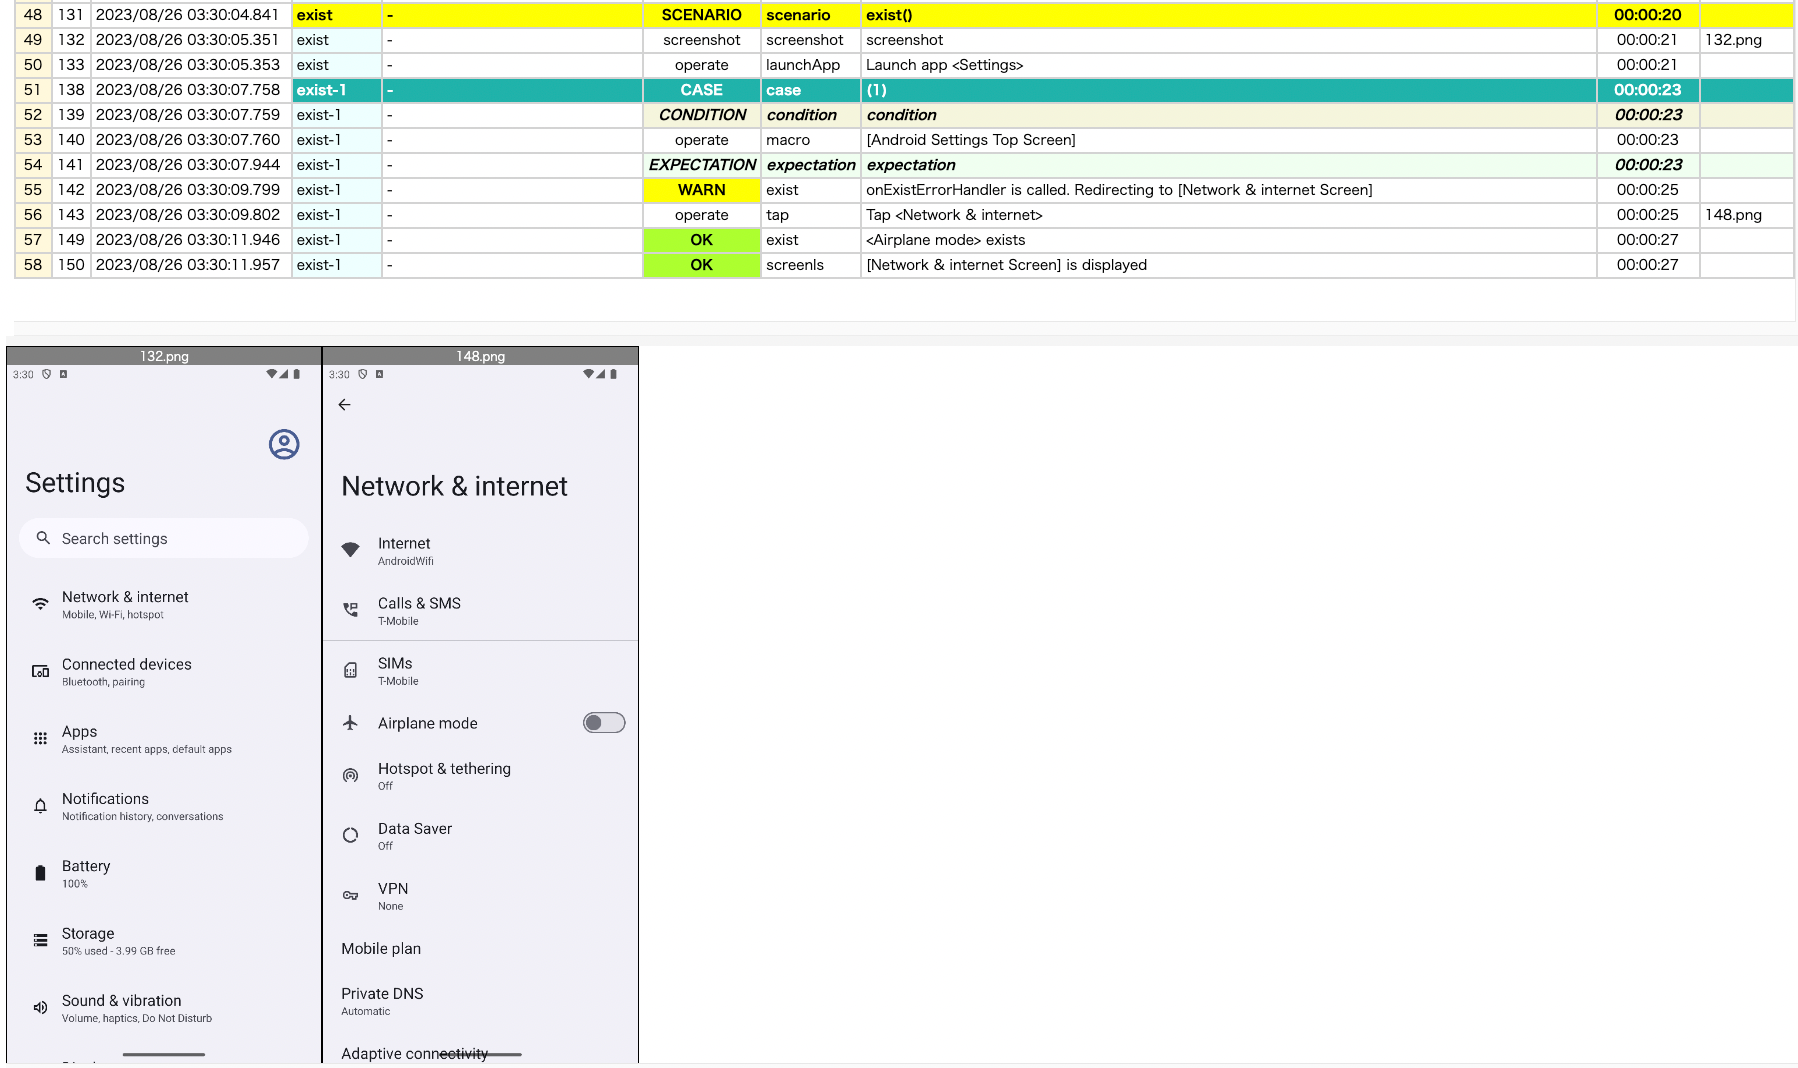 48 131 2023/08/26 03:30:04.841 exist - SCENARIO scenario exist() 00:00:20
49 132 2023/08/26 03:30:05.351 exist - screenshot screenshot screenshot 00:00:21 132.png
50 133 2023/08/26 03:30:05.353 exist - operate launchApp Launch app <Settings> 00:00:21
51 138 2023/08/26 03:30:07.758 exist-1 - CASE case (1) 00:00:23
52 139 2023/08/26 03:30:07.759 exist-1 - CONDITION condition condition 00:00:23
53 140 2023/08/26 03:30:07.760 exist-1 - operate macro [Android Settings Top Screen] 00:00:23
54 141 2023/08/26 03:30:07.944 exist-1 - EXPECTATION expectation expectation 00:00:23
55 142 2023/08/26 03:30:09.799 exist-1 - WARN exist onExistErrorHandler is called. Redirecting to [Network & internet Screen] 00:00:25
56 143 2023/08/26 03:30:09.802 exist-1 - operate tap Tap <Network & internet> 00:00:25 148.png
57 149 2023/08/26 03:30:11.946 exist-1 - OK exist <Airplane mode> exists 00:00:27
58 150 2023/08/26 03:30:11.957 exist-1 - OK screenIs [Network & internet Screen] is displayed 00:00:27
132.png
3:30
Settings
Search settings
Network & internet
Mobile, Wi-Fi, hotspot
Connected devices
Bluetooth, pairing
Apps
Assistant, recent apps, default apps
Notifications
Notification history, conversations
Battery
100%
Storage
50% used - 3.99 GB free
Sound & vibration
Volume, haptics, Do Not Disturb
148.png
3:30
Network & internet
Internet
AndroidWifi
Calls & SMS
T-Mobile
SIMs
T-Mobile
Airplane mode
Hotspot & tethering
Off
Data Saver
Off
VPN
None
Mobile plan
Private DNS
Automatic
Adaptive connectivity